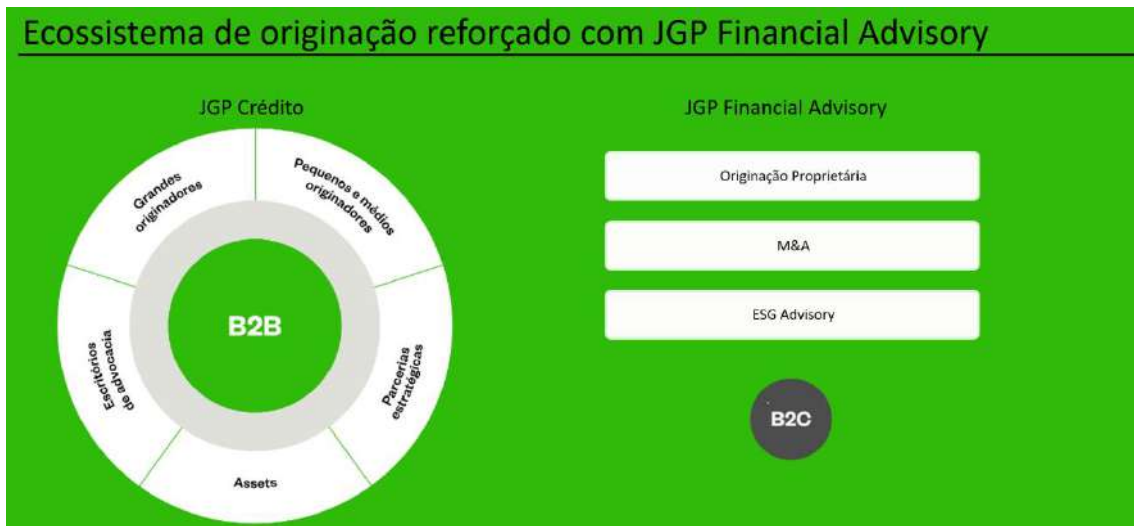 Ecossistema de originação reforçado com JGP Financial Advisory
JGP Crédito
Grandes
originadores
Pequenos e médios
originadores
Escritórios
de advocacia
B2B
Parcerias
estratégicas
Assets
JGP Financial Advisory
Originação Proprietária
M&A
ESG Advisory
B2C